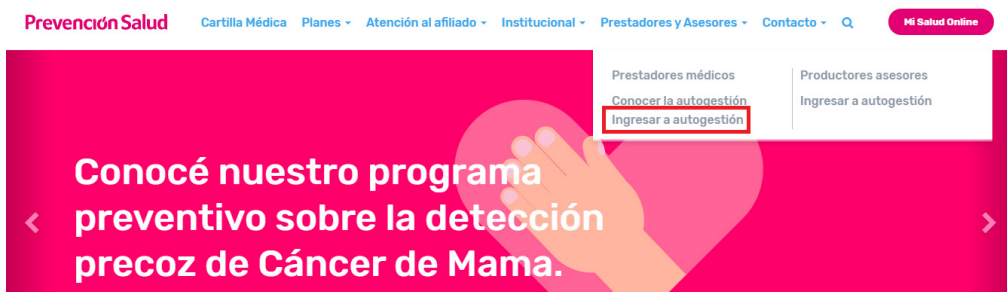 Prevención Salud
Cartilla Médica Planes Atención al afiliado Institucional Prestadores y Asesores Contacto Mi Salud Online
Prestadores médicos
Conocer la autogestión
Ingresar a autogestión
Productores asesores
Ingresar a autogestión
Conocé nuestro programa
preventivo sobre la detección
precoz de Cáncer de Mama.